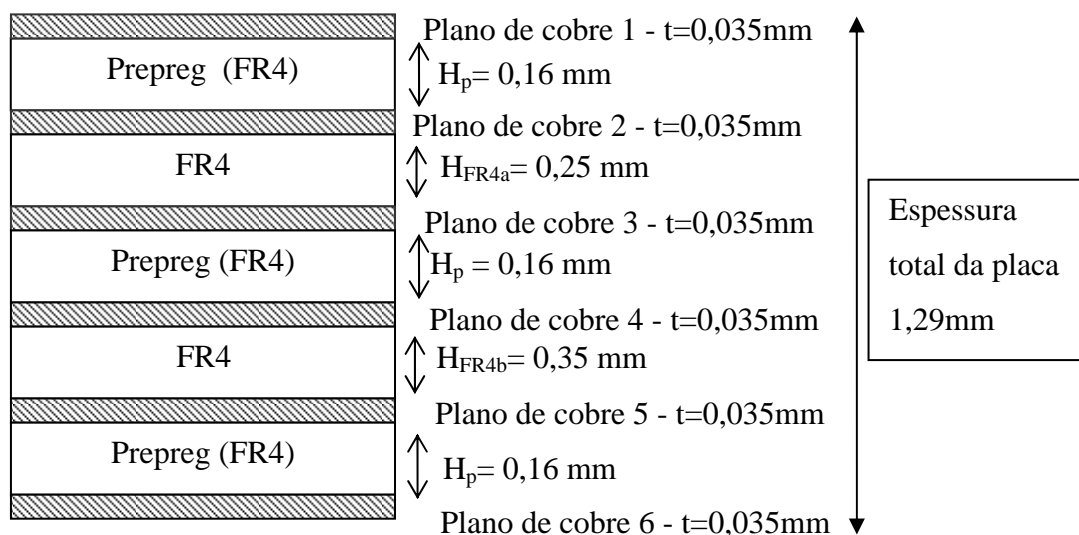 Plano de cobre 1 - t=0,035mm
Prepreg (FR4)
Hp= 0,16 mm
Plano de cobre 2 - t=0,035mm
FR4
HFR4a= 0,25 mm
Plano de cobre 3 - t=0,035mm
Prepreg (FR4)
Hp = 0,16 mm
Plano de cobre 4 - t=0,035mm
FR4
HFR4b= 0,35 mm
Plano de cobre 5 - t=0,035mm
Prepreg (FR4)
Hp= 0,16 mm
Plano de cobre 6 - t=0,035mm
Espessura
total da placa
1,29mm